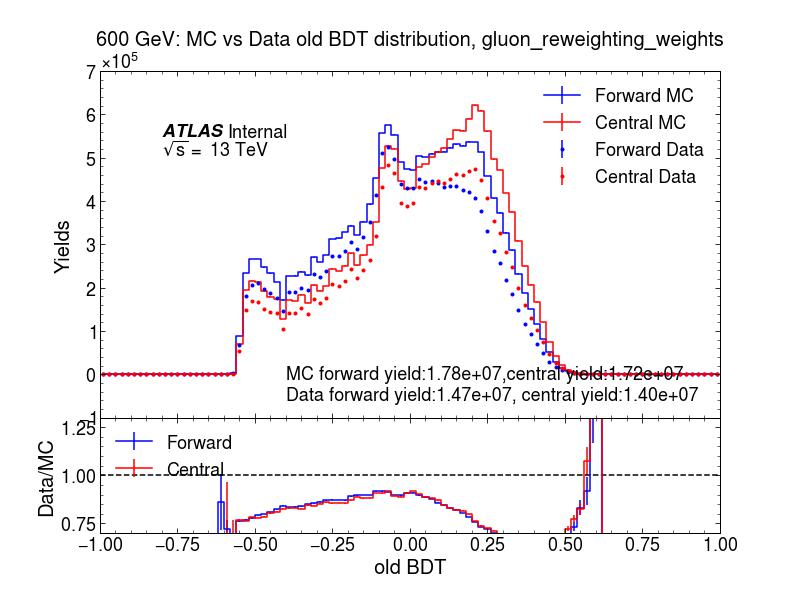 600 GeV: MC vs Data old BDT distribution, gluon_reweighting_weights
×10⁵
7
6
5
4
3
2
1
0
−1
Yields
ATLAS Internal
√s = 13 TeV
Forward MC
Central MC
Forward Data
Central Data
MC forward yield:1.78e+07,central yield:1.72e+07
Data forward yield:1.47e+07, central yield:1.40e+07
1.25
1.00
0.75
Data/MC
Forward
Central
−1.00 −0.75 −0.50 −0.25 0.00 0.25 0.50 0.75 1.00
old BDT